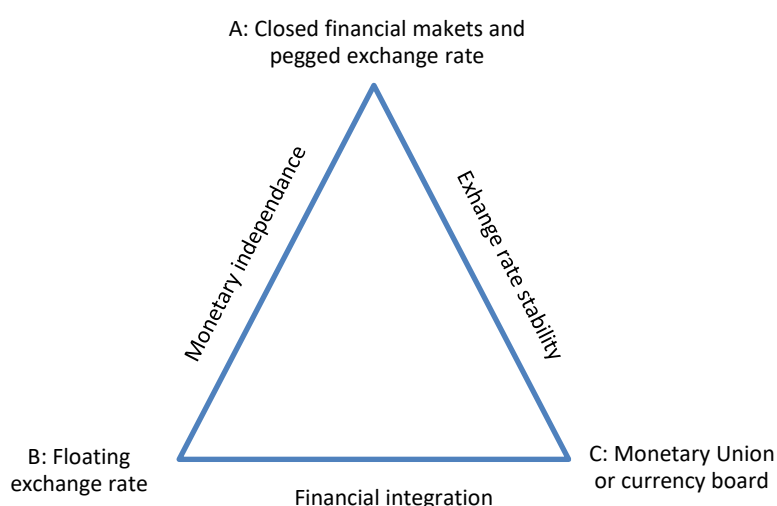 A: Closed financial makets and
pegged exchange rate
Monetary independance
Exhange rate stability
B: Floating
exchange rate
C: Monetary Union
or currency board
Financial integration